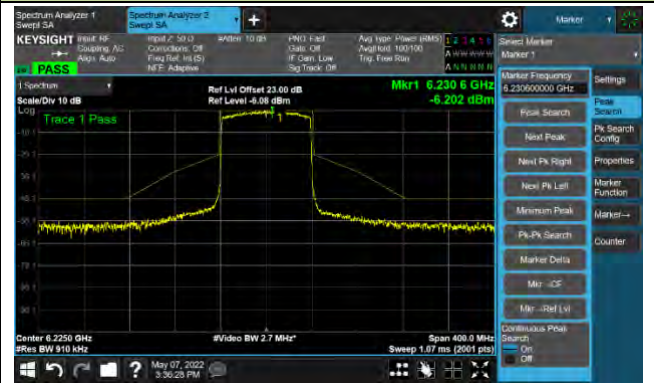 Spectrum Analyzer 1
Swept SA
Spectrum Analyzer 2
Swept SA
Marker
KEYSIGHT
Input: RF
Coupling: AC
Align: Auto
Input Z: 50 Ω
Corrections: Off
Freq Ref: Int (S)
NFE: Adaptive
#Atten: 10 dB
PNO: Fast
Gate: Off
IF Gain: Low
Sig Track: Off
Avg Type: Power (RMS)
Avg|Hold: 100/100
Trig: Free Run
1 2 3 4 5 6
A W W W W W
A N N N N N
PASS
Select Marker
Marker 1
1 Spectrum
Scale/Div 10 dB
Log
Ref Lvl Offset 23.00 dB
Ref Level -6.08 dBm
Mkr1 6.230 6 GHz
-6.202 dBm
Trace 1 Pass
1
Marker Frequency
6.230600000 GHz
Peak Search
Next Peak
Next Pk Right
Next Pk Left
Minimum Peak
Pk-Pk Search
Marker Delta
Mkr→CF
Mkr→Ref Lvl
Continuous Peak
Search
On
Off
Settings
Peak
Search
Pk Search
Config
Properties
Marker
Function
Marker→
Counter
Center 6.2250 GHz
#Res BW 910 kHz
#Video BW 2.7 MHz*
Span 400.0 MHz
Sweep 1.07 ms (2001 pts)
?
May 07, 2022
3:36:28 PM